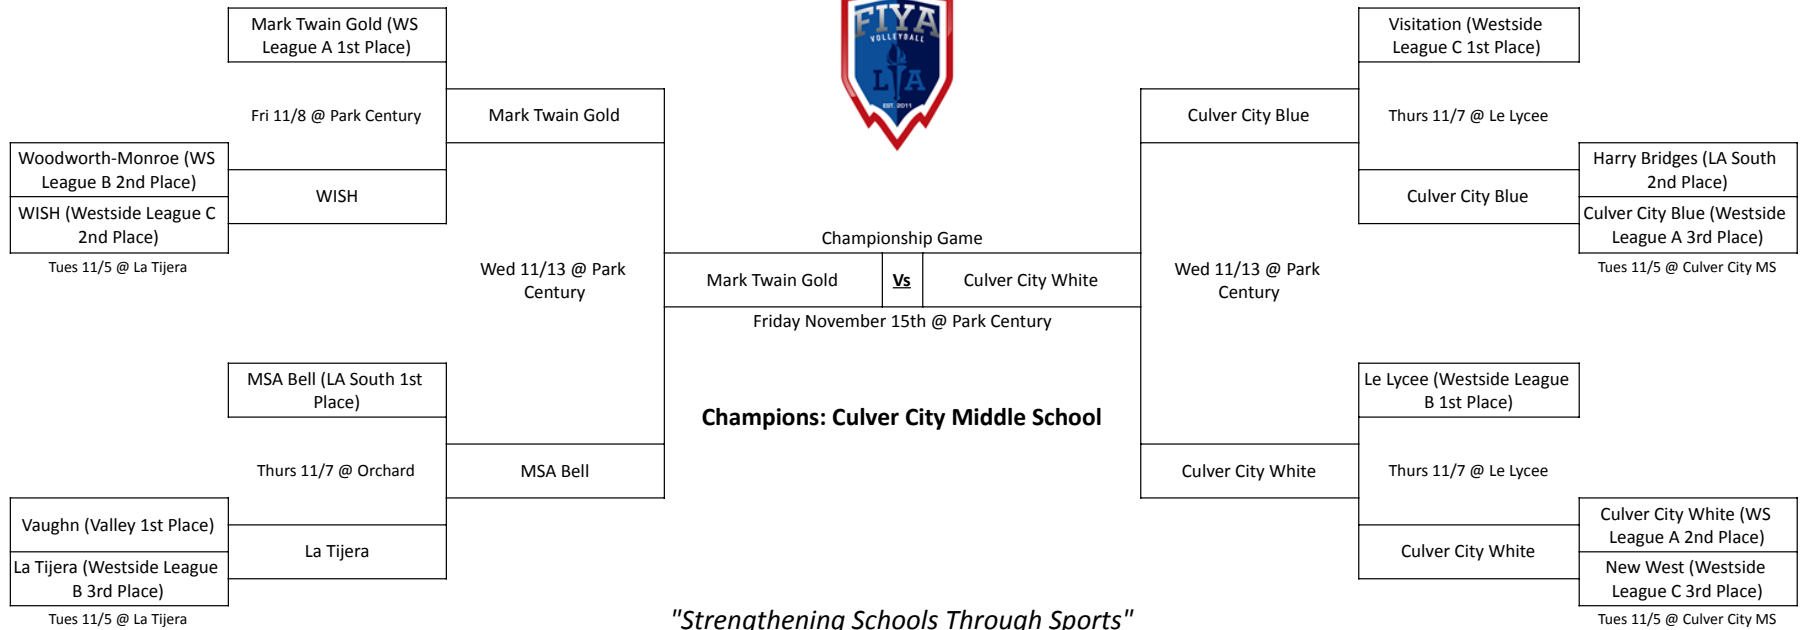 Mark Twain Gold (WS
League A 1st Place)
Fri 11/8 @ Park Century
Mark Twain Gold
Woodworth-Monroe (WS
League B 2nd Place)
WISH (Westside League C
2nd Place)
Tues 11/5 @ La Tijera
WISH
Wed 11/13 @ Park
Century
MSA Bell (LA South 1st
Place)
Thurs 11/7 @ Orchard
MSA Bell
Vaughn (Valley 1st Place)
La Tijera (Westside League
B 3rd Place)
Tues 11/5 @ La Tijera
La Tijera
FIYA
VOLLEYBALL
LA
EST. 2011
Championship Game
Mark Twain Gold
Vs
Culver City White
Friday November 15th @ Park Century
Champions: Culver City Middle School
"Strengthening Schools Through Sports"
Visitation (Westside
League C 1st Place)
Culver City Blue
Thurs 11/7 @ Le Lycee
Harry Bridges (LA South
2nd Place)
Culver City Blue
Culver City Blue (Westside
League A 3rd Place)
Tues 11/5 @ Culver City MS
Wed 11/13 @ Park
Century
Le Lycee (Westside League
B 1st Place)
Culver City White
Thurs 11/7 @ Le Lycee
Culver City White (WS
League A 2nd Place)
Culver City White
New West (Westside
League C 3rd Place)
Tues 11/5 @ Culver City MS